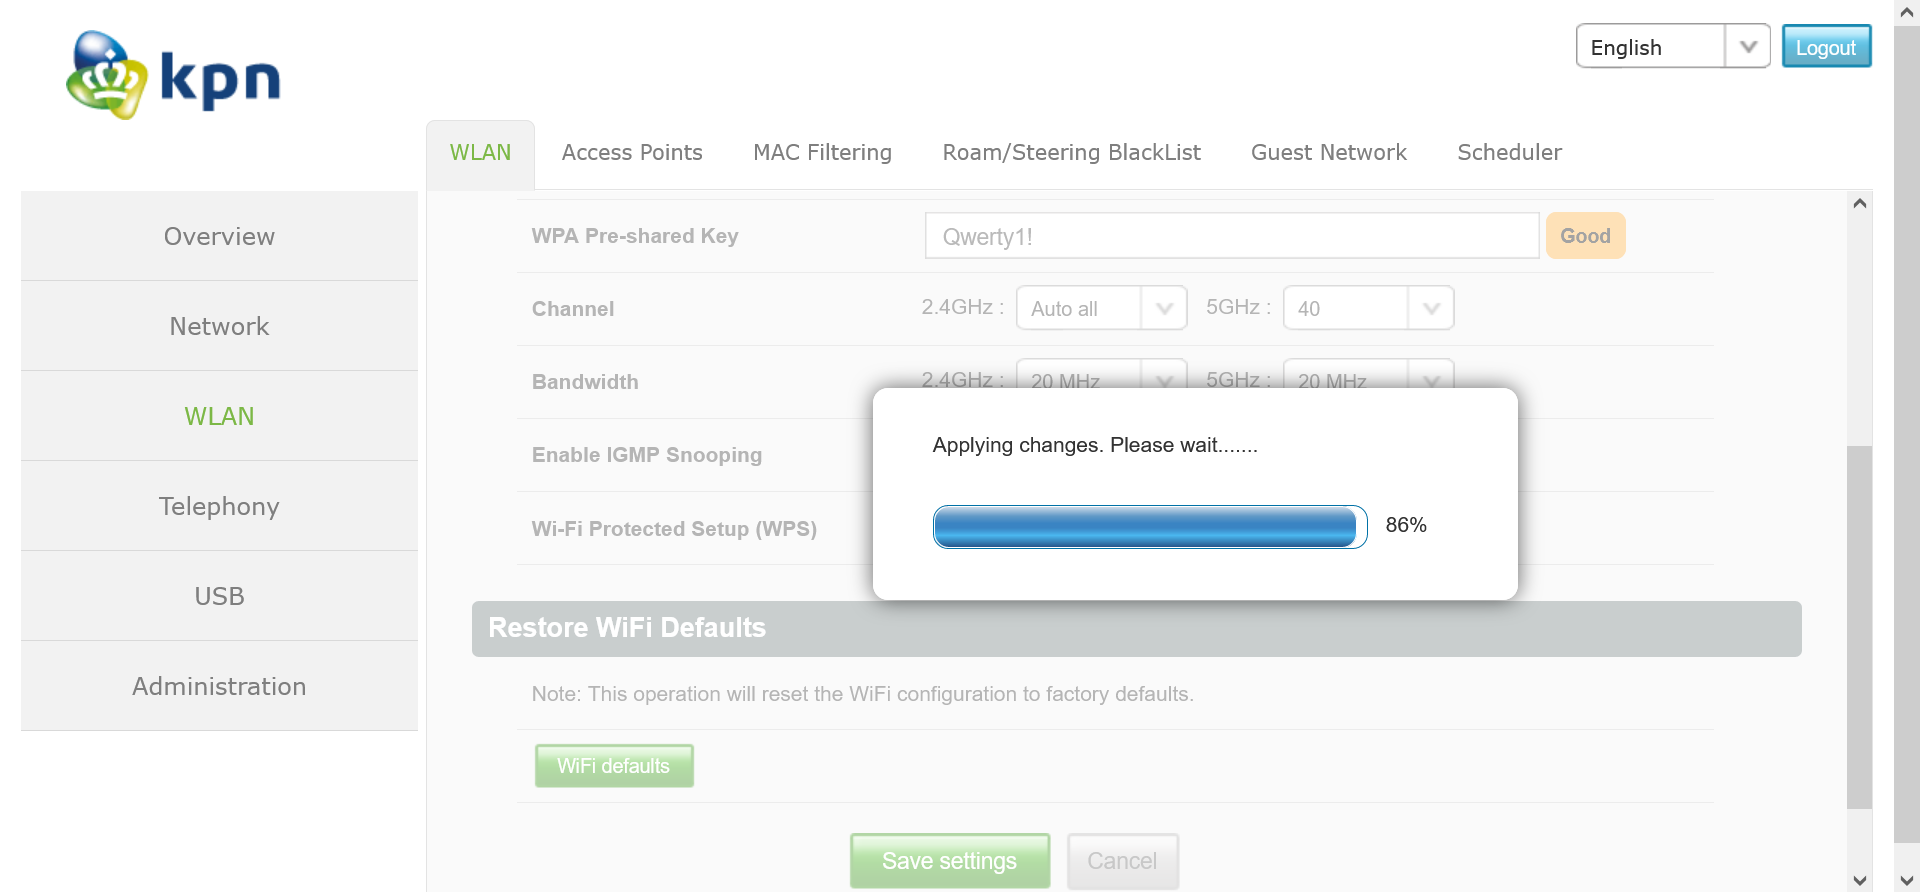 kpn
English
Logout
WLAN
Access Points
MAC Filtering
Roam/Steering BlackList
Guest Network
Scheduler
Overview
Network
WLAN
Telephony
USB
Administration
WPA Pre-shared Key
Qwerty1!
Good
Channel
2.4GHz :
Auto all
5GHz :
40
Bandwidth
2.4GHz :
20 MHz
5GHz :
20 MHz
Enable IGMP Snooping
Wi-Fi Protected Setup (WPS)
Applying changes. Please wait.......
86%
Restore WiFi Defaults
Note: This operation will reset the WiFi configuration to factory defaults.
WiFi defaults
Save settings
Cancel